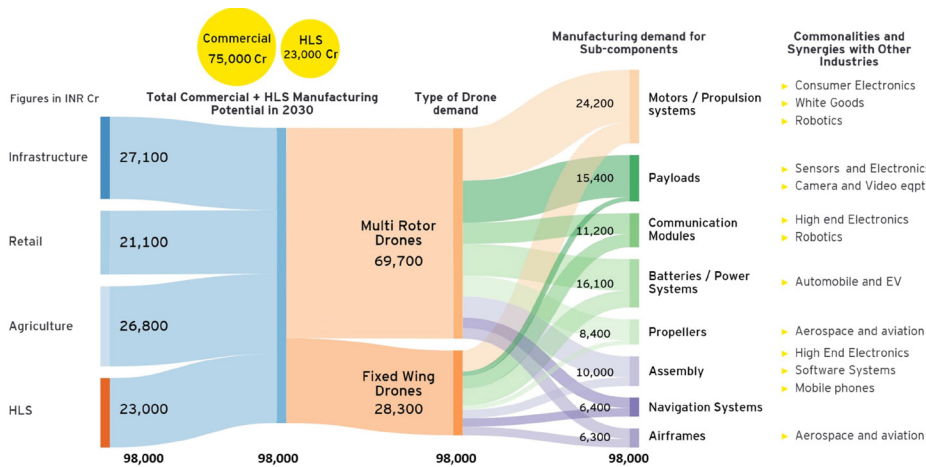 Commercial
75,000 Cr
HLS
23,000 Cr
Manufacturing demand for
Sub-components
Commonalities and
Synergies with Other
Industries
Figures in INR Cr
Total Commercial + HLS Manufacturing
Potential in 2030
Type of Drone
demand
Infrastructure
27,100
Retail
21,100
Agriculture
26,800
HLS
23,000
Multi Rotor
Drones
69,700
Fixed Wing
Drones
28,300
24,200
Motors / Propulsion
systems
Consumer Electronics
White Goods
Robotics
15,400
Payloads
Sensors and Electronic
Camera and Video eqpt
11,200
Communication
Modules
High end Electronics
Robotics
16,100
Batteries / Power
Systems
Automobile and EV
8,400
Propellers
Aerospace and aviation
10,000
Assembly
High End Electronics
Software Systems
Mobile phones
6,400
Navigation Systems
6,300
Airframes
Aerospace and aviation
98,000
98,000
98,000
98,000